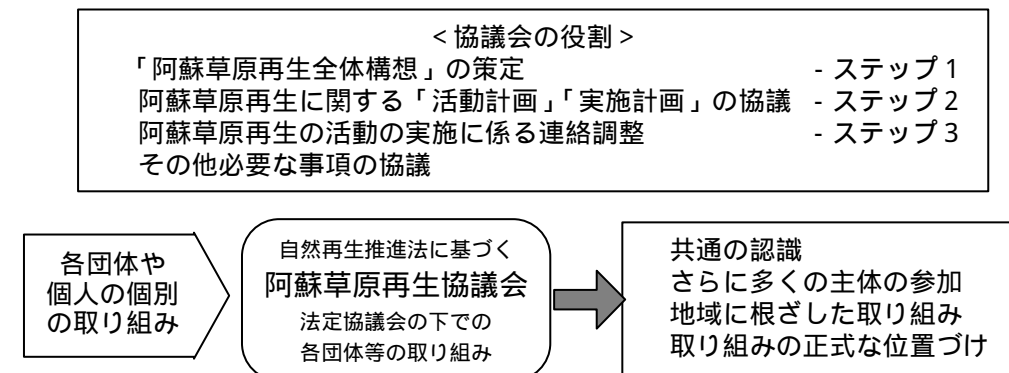 <協議会の役割>
「阿蘇草原再生全体構想」の策定 - ステップ1
阿蘇草原再生に関する「活動計画」「実施計画」の協議 - ステップ2
阿蘇草原再生の活動の実施に係る連絡調整 - ステップ3
その他必要な事項の協議
各団体や
個人の個別
の取り組み
自然再生推進法に基づく
阿蘇草原再生協議会
法定協議会の下での
各団体等の取り組み
共通の認識
さらに多くの主体の参加
地域に根ざした取り組み
取り組みの正式な位置づけ